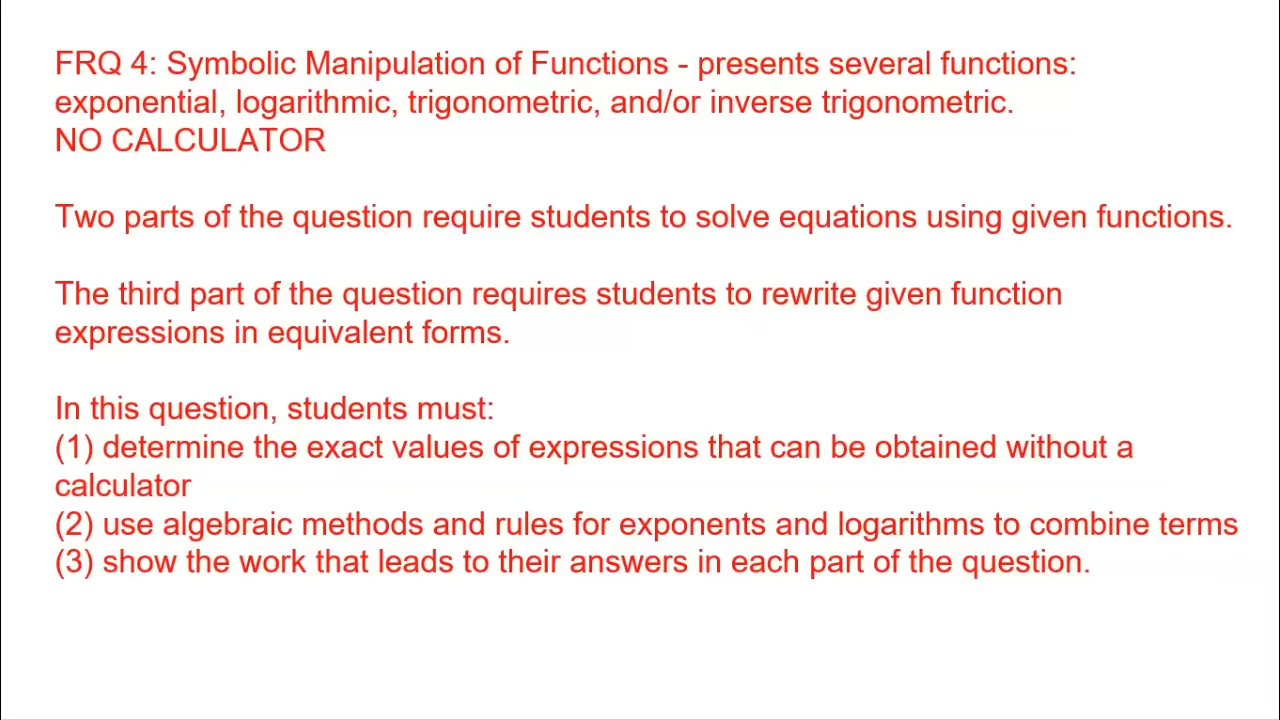 FRQ 4: Symbolic Manipulation of Functions - presents several functions:
exponential, logarithmic, trigonometric, and/or inverse trigonometric.
NO CALCULATOR
Two parts of the question require students to solve equations using given functions.
The third part of the question requires students to rewrite given function
expressions in equivalent forms.
In this question, students must:
(1) determine the exact values of expressions that can be obtained without a
calculator
(2) use algebraic methods and rules for exponents and logarithms to combine terms
(3) show the work that leads to their answers in each part of the question.